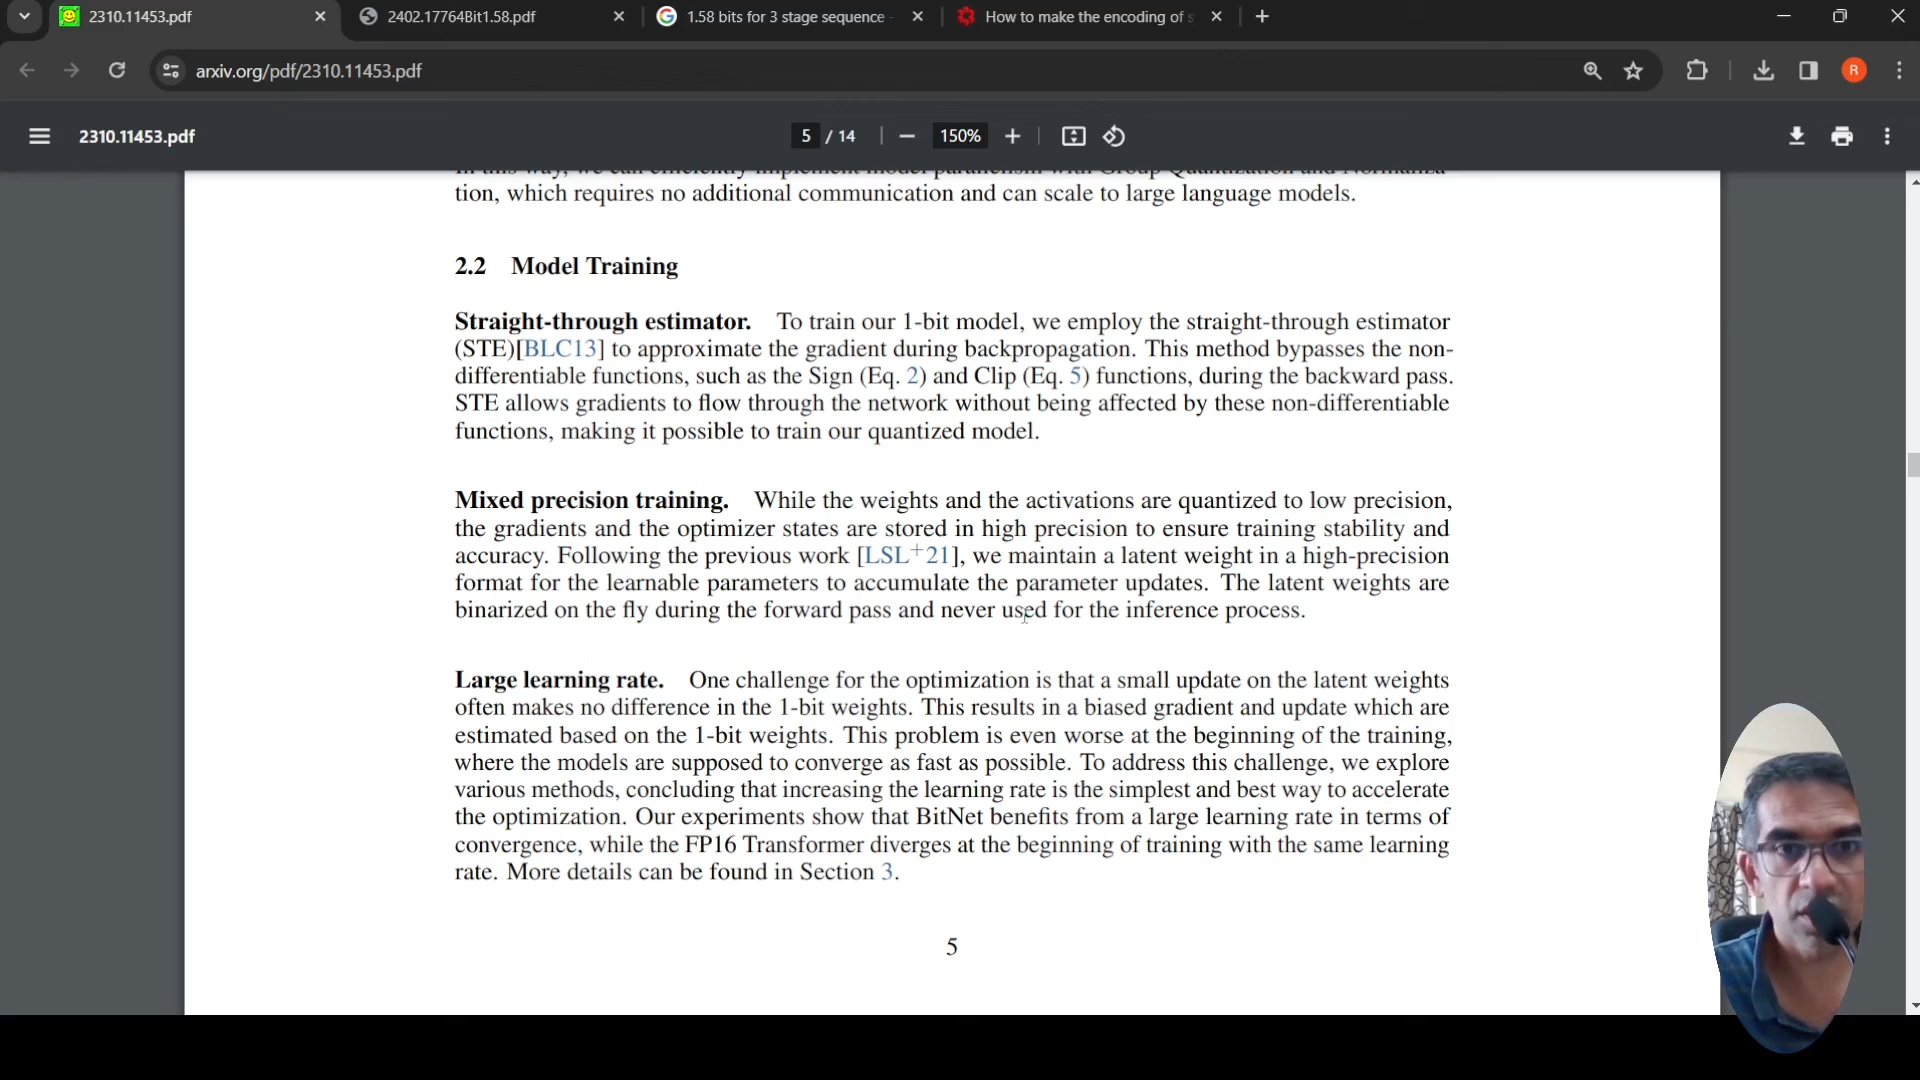 2310.11453.pdf
2402.17764Bit1.58.pdf
1.58 bits for 3 stage sequence
How to make the encoding of
arxiv.org/pdf/2310.11453.pdf
R
2310.11453.pdf
5 / 14
150%
tion, which requires no additional communication and can scale to large language models.
2.2 Model Training
Straight-through estimator. To train our 1-bit model, we employ the straight-through estimator
(STE)[BLC13] to approximate the gradient during backpropagation. This method bypasses the non-
differentiable functions, such as the Sign (Eq. 2) and Clip (Eq. 5) functions, during the backward pass.
STE allows gradients to flow through the network without being affected by these non-differentiable
functions, making it possible to train our quantized model.
Mixed precision training. While the weights and the activations are quantized to low precision,
the gradients and the optimizer states are stored in high precision to ensure training stability and
accuracy. Following the previous work [LSL+21], we maintain a latent weight in a high-precision
format for the learnable parameters to accumulate the parameter updates. The latent weights are
binarized on the fly during the forward pass and never used for the inference process.
Large learning rate. One challenge for the optimization is that a small update on the latent weights
often makes no difference in the 1-bit weights. This results in a biased gradient and update which are
estimated based on the 1-bit weights. This problem is even worse at the beginning of the training,
where the models are supposed to converge as fast as possible. To address this challenge, we explore
various methods, concluding that increasing the learning rate is the simplest and best way to accelerate
the optimization. Our experiments show that BitNet benefits from a large learning rate in terms of
convergence, while the FP16 Transformer diverges at the beginning of training with the same learning
rate. More details can be found in Section 3.
5